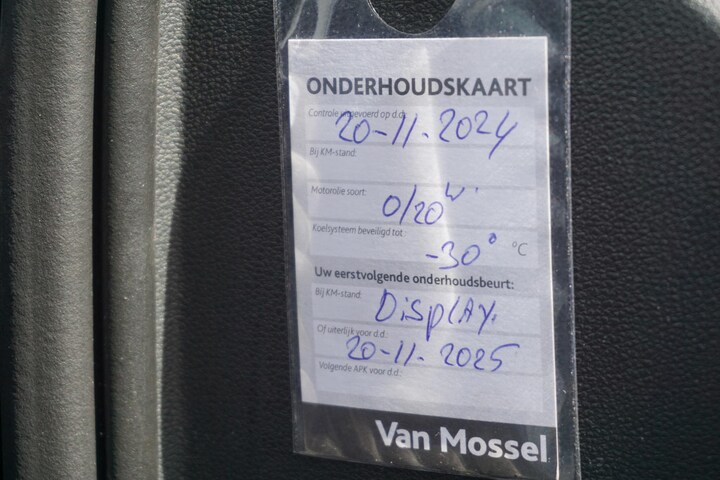 ONDERHOUDSKAART
Controle uitgevoerd op d.d:
20-11-2024
Bij KM-stand:
Motorolie soort:
0/20 W.
Koelsysteem beveiligd tot:
-30° °C
Uw eerstvolgende onderhoudsbeurt:
Bij KM-stand:
DISPLAY.
Of uiterlijk voor d.d.:
20-11-2025
Volgende APK voor d.d.:
Van Mossel